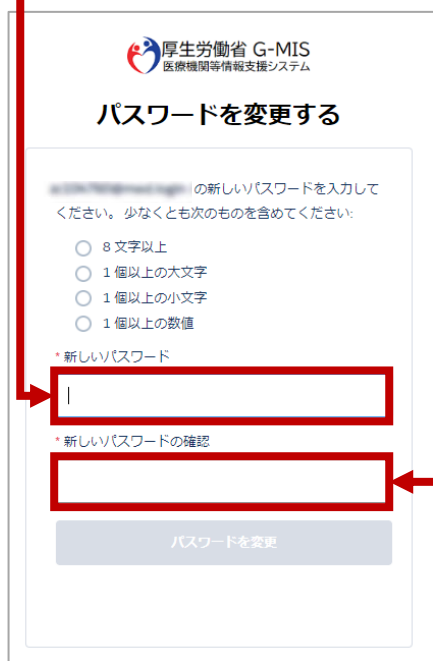 厚生労働省 G-MIS
医療機関等情報支援システム
パスワードを変更する
の新しいパスワードを入力して
ください。 少なくとも次のものを含めてください:
8 文字以上
1 個以上の大文字
1 個以上の小文字
1 個以上の数値
* 新しいパスワード
* 新しいパスワードの確認
パスワードを変更